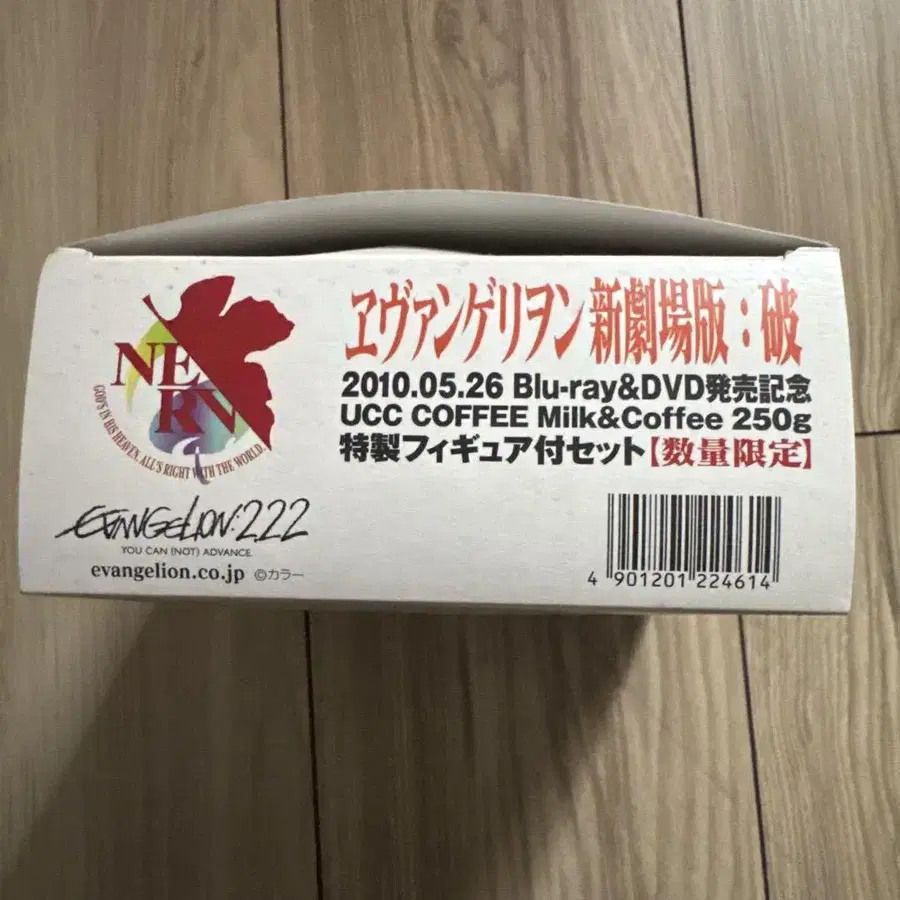 ヱヴァンゲリヲン新劇場版:破
2010.05.26 Blu-ray&DVD発売記念
UCC COFFEE Milk&Coffee 250g
特製フィギュア付セット【数量限定】
NERV
GOD'S IN HIS HEAVEN. ALL'S RIGHT WITH THE WORLD.
EVANGELION:2.22
YOU CAN (NOT) ADVANCE.
evangelion.co.jp ©カラー
4 901201 224614